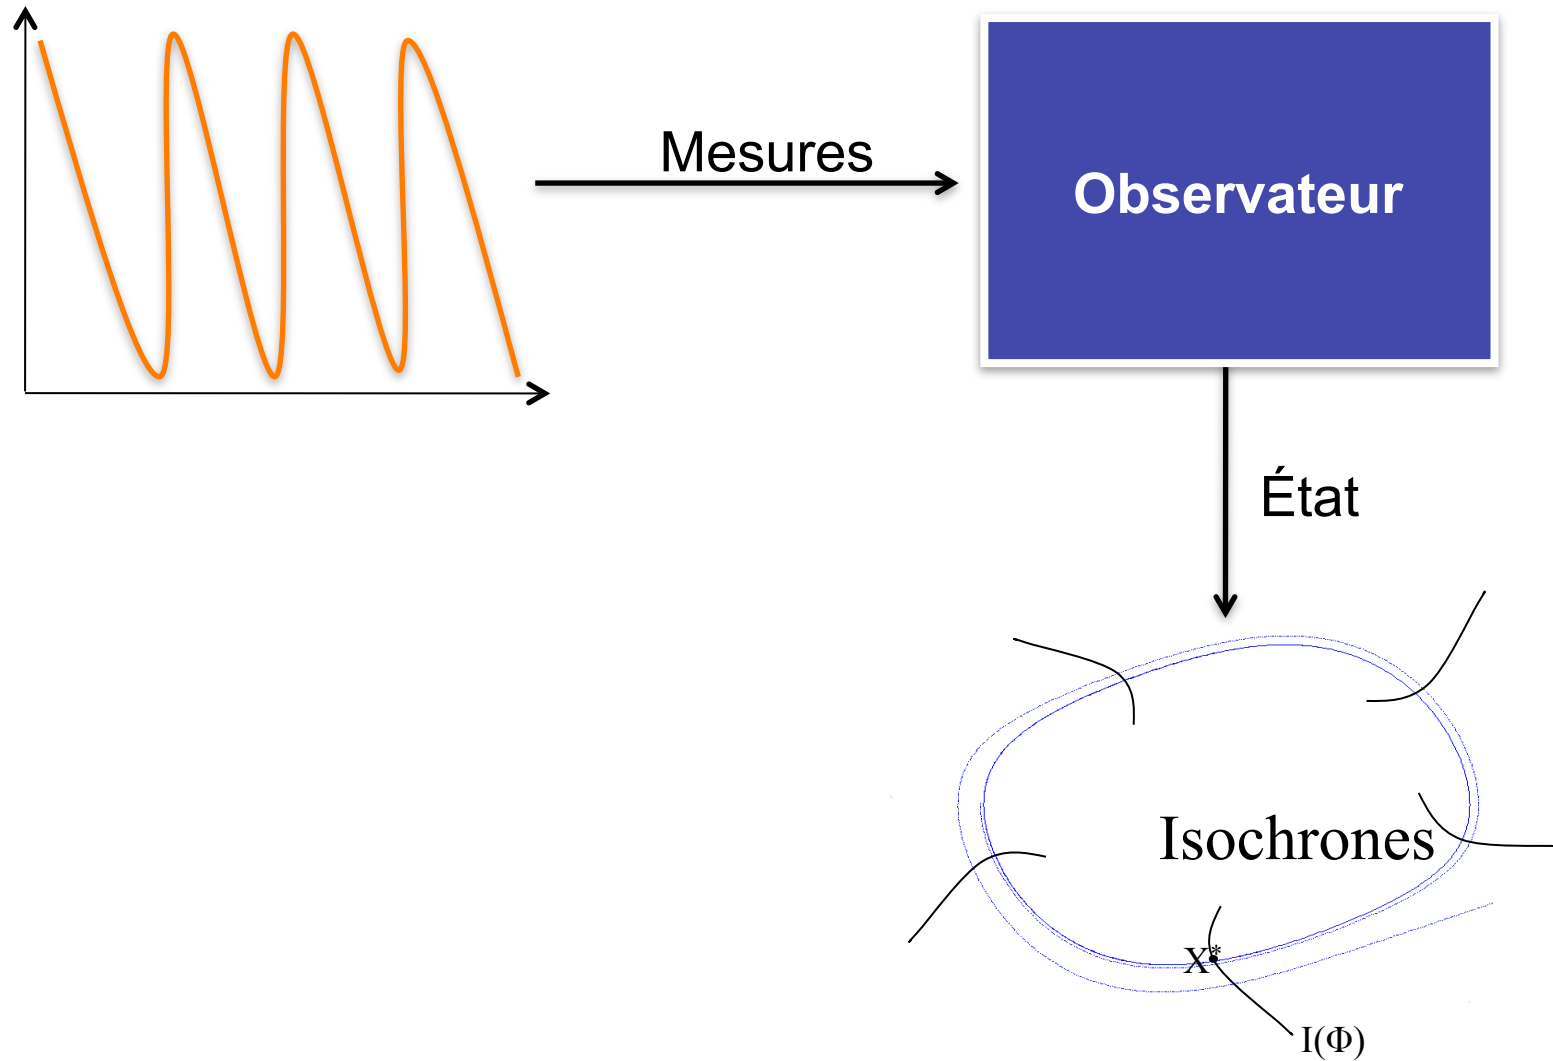 Mesures
Observateur
État
Isochrones
X*
I(Φ)